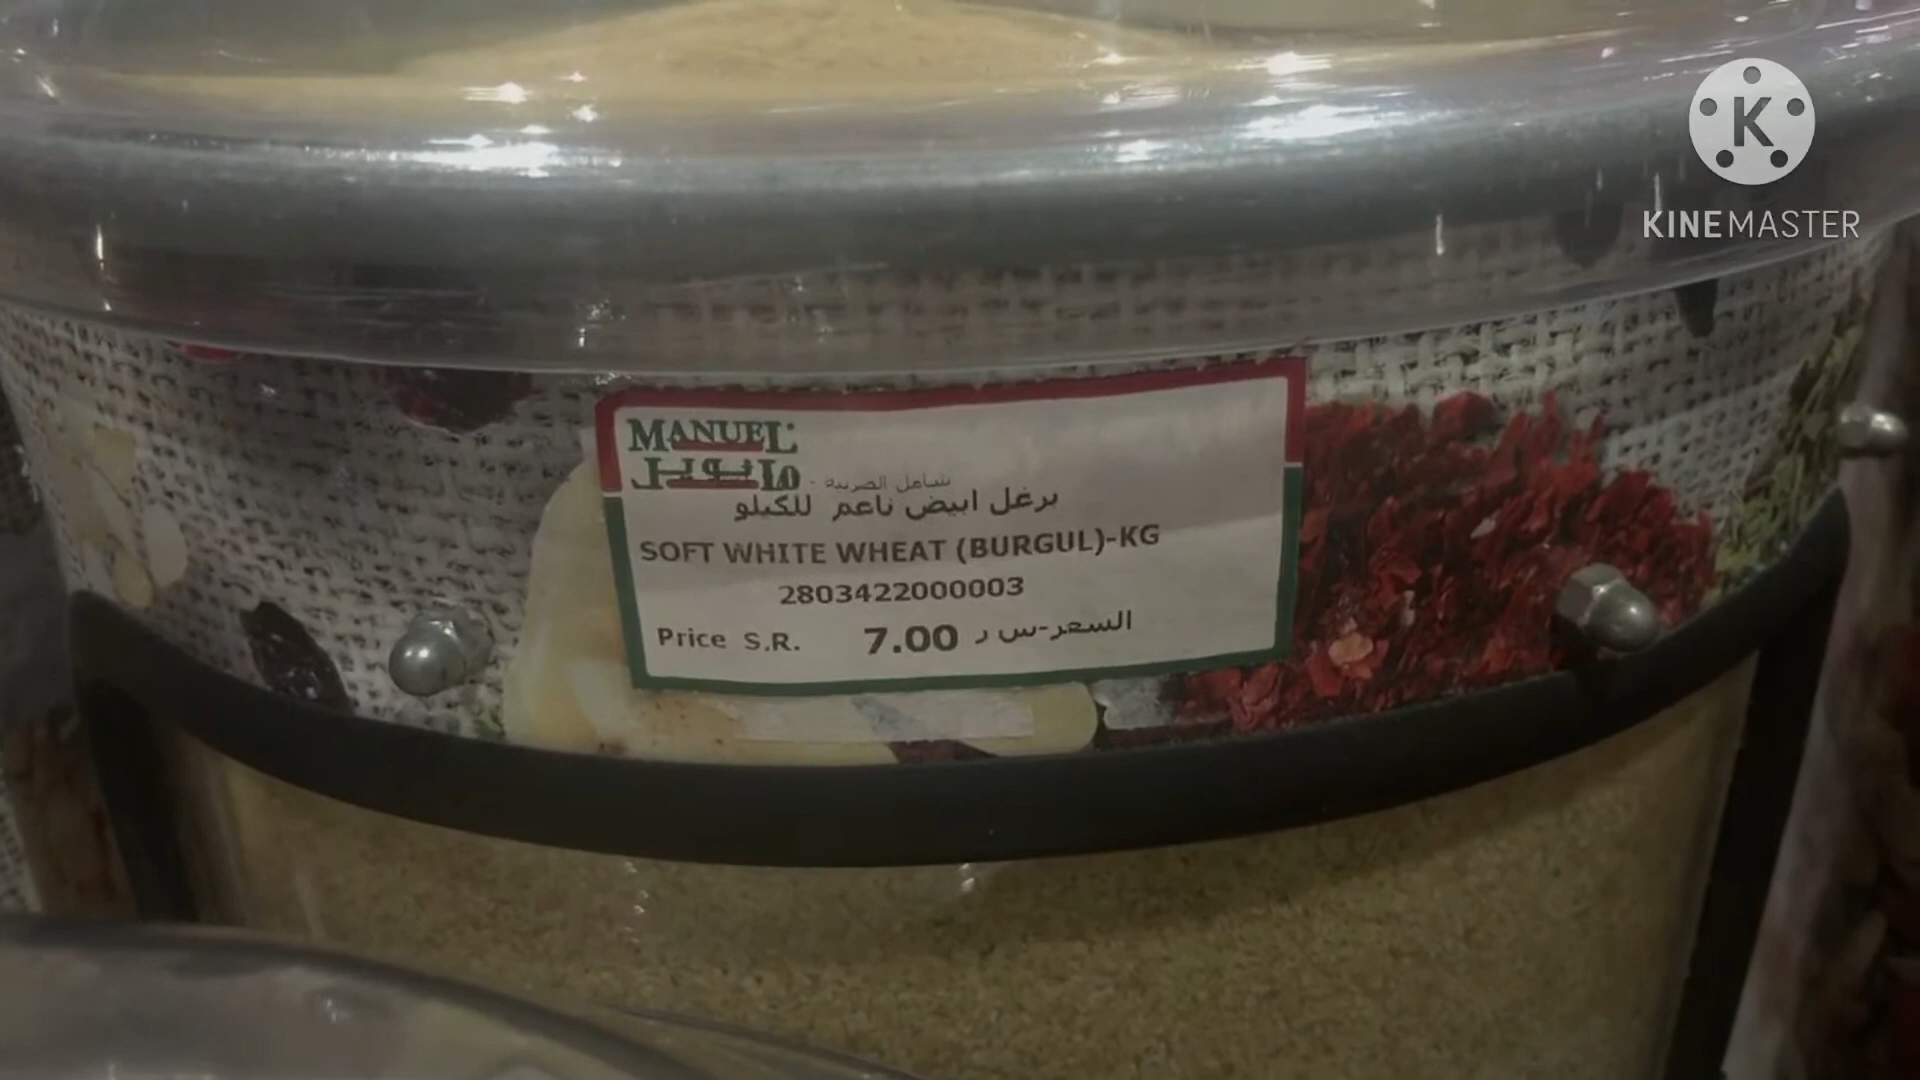 MANUEL
مانويل
شامل الضريبة -
برغل ابيض ناعم للكيلو
SOFT WHITE WHEAT (BURGUL)-KG
2803422000003
Price S.R. 7.00 السعر-س ر
K
KINEMASTER